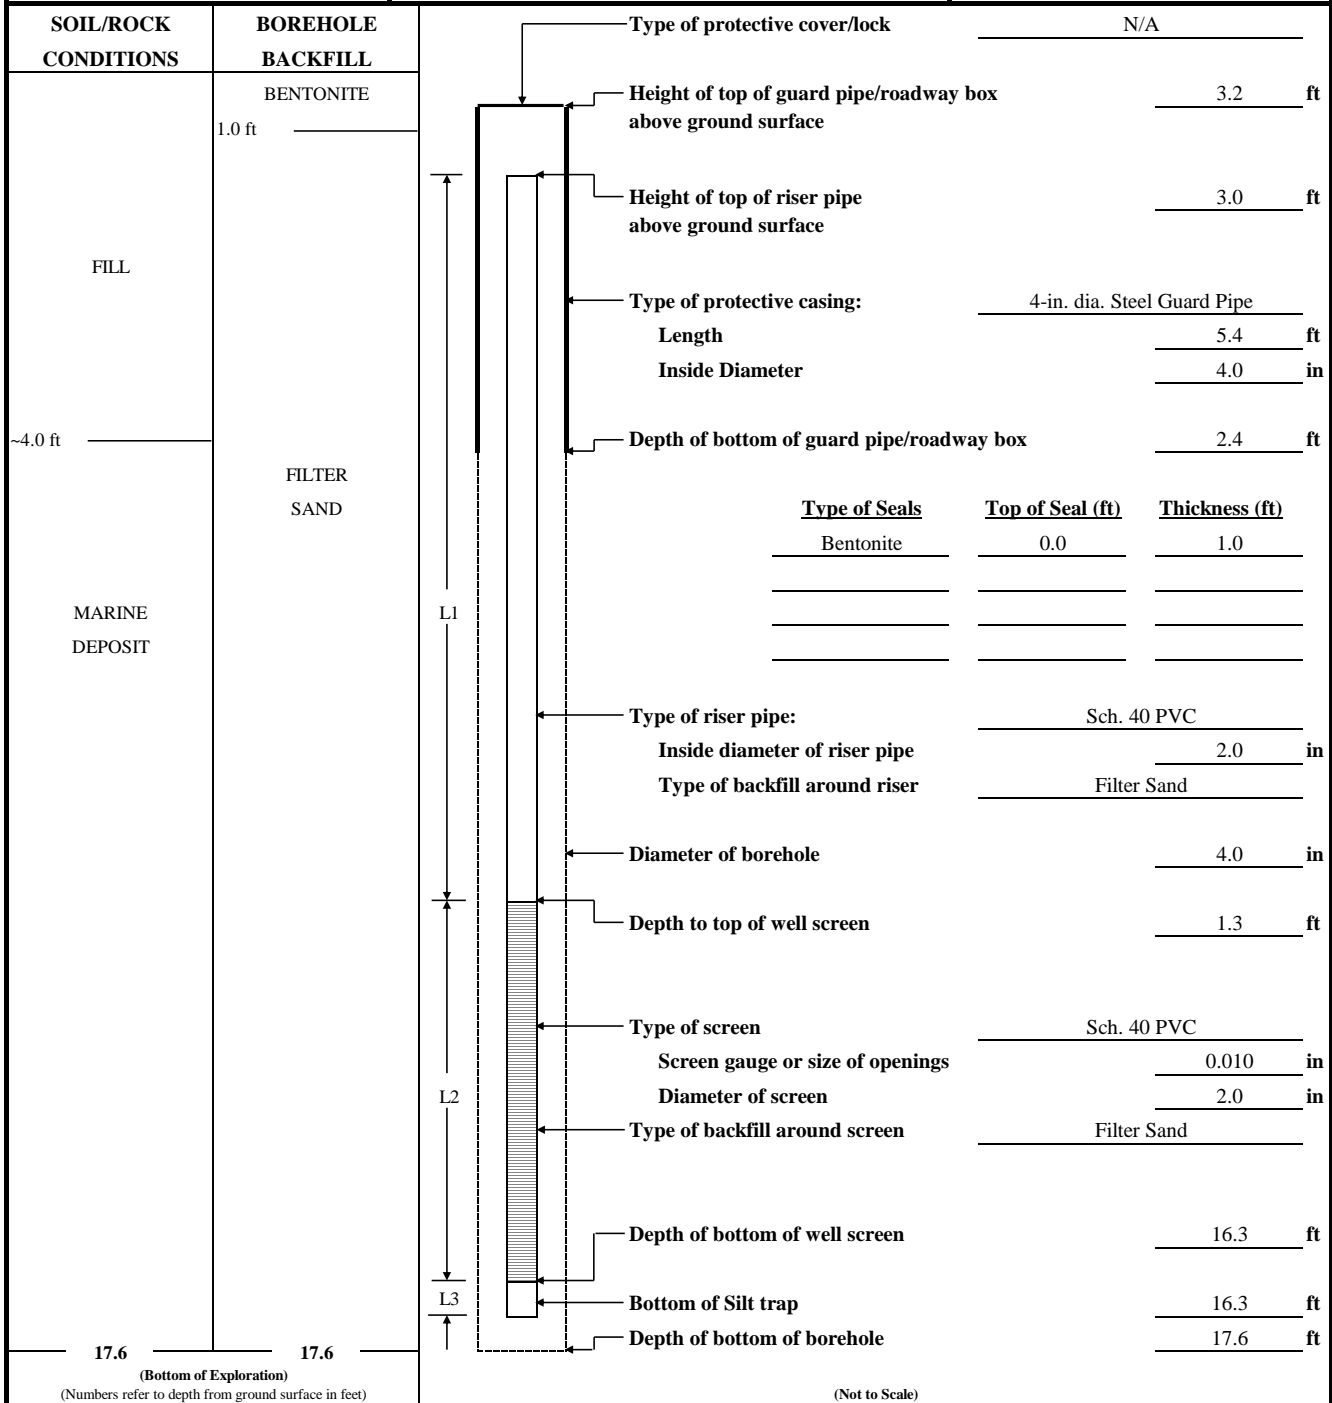 SOIL/ROCK
CONDITIONS
BOREHOLE
BACKFILL
BENTONITE
1.0 ft
FILL
~4.0 ft
FILTER
SAND
MARINE
DEPOSIT
L1
L2
L3
17.6
17.6
(Bottom of Exploration)
(Numbers refer to depth from ground surface in feet)
Type of protective cover/lock N/A
Height of top of guard pipe/roadway box 3.2 ft
above ground surface
Height of top of riser pipe 3.0 ft
above ground surface
Type of protective casing: 4-in. dia. Steel Guard Pipe
Length 5.4 ft
Inside Diameter 4.0 in
Depth of bottom of guard pipe/roadway box 2.4 ft
Type of Seals Top of Seal (ft) Thickness (ft)
Bentonite 0.0 1.0
Type of riser pipe: Sch. 40 PVC
Inside diameter of riser pipe 2.0 in
Type of backfill around riser Filter Sand
Diameter of borehole 4.0 in
Depth to top of well screen 1.3 ft
Type of screen Sch. 40 PVC
Screen gauge or size of openings 0.010 in
Diameter of screen 2.0 in
Type of backfill around screen Filter Sand
Depth of bottom of well screen 16.3 ft
Bottom of Silt trap 16.3 ft
Depth of bottom of borehole 17.6 ft
(Not to Scale)